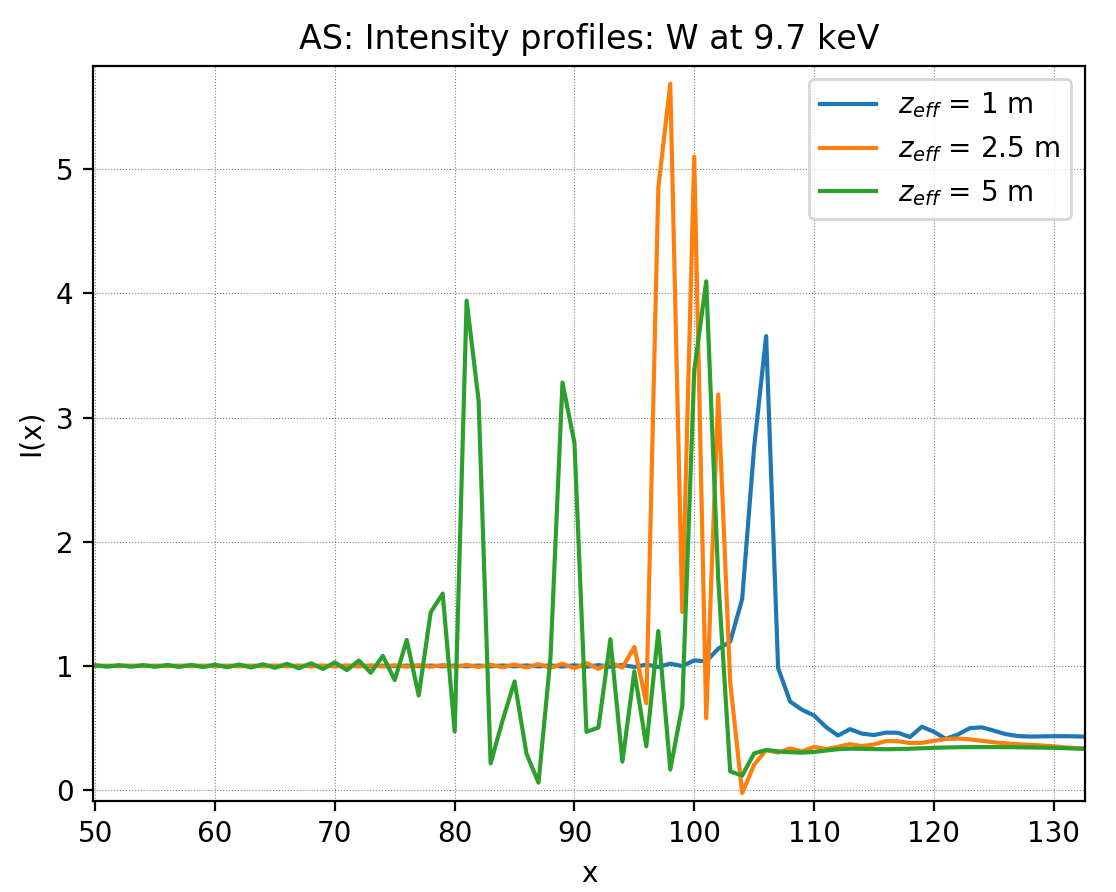 AS: Intensity profiles: W at 9.7 keV
z_eff = 1 m
z_eff = 2.5 m
z_eff = 5 m
I(x)
5
4
3
2
1
0
50 60 70 80 90 100 110 120 130
x